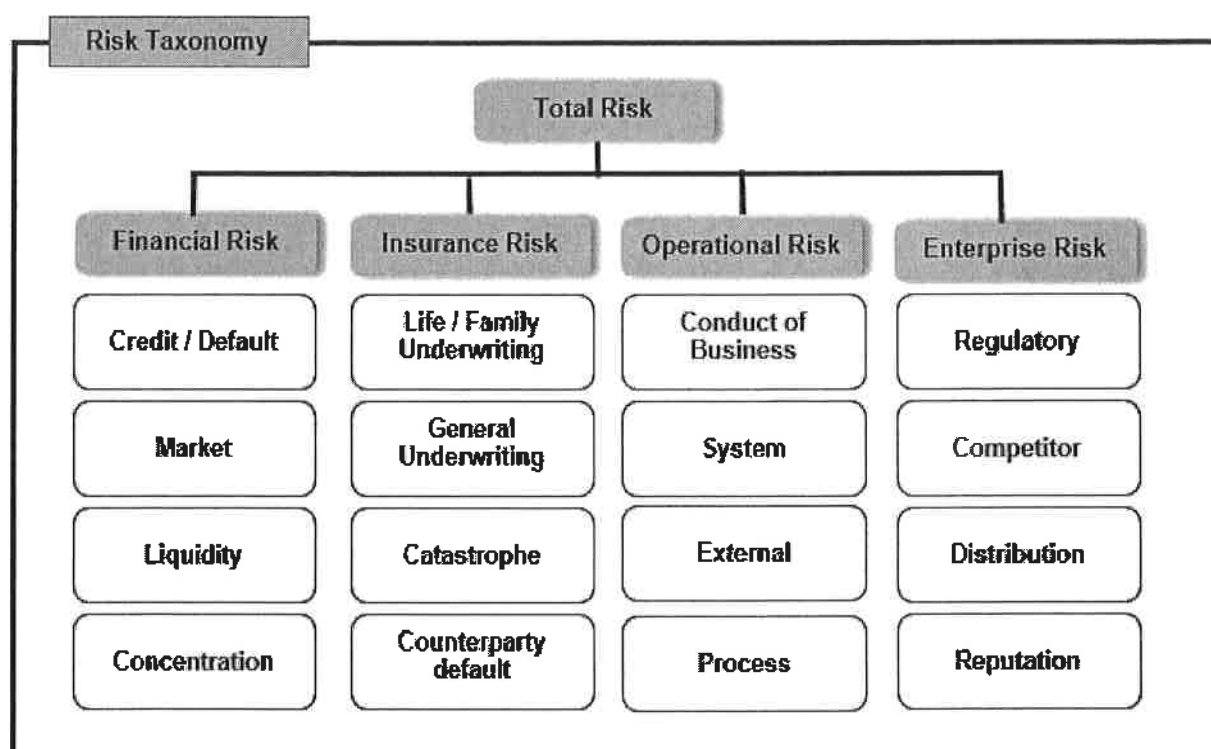 Risk Taxonomy
Total Risk
Financial Risk
Insurance Risk
Operational Risk
Enterprise Risk
Credit / Default
Life / Family
Underwriting
Conduct of
Business
Regulatory
Market
General
Underwriting
System
Competitor
Liquidity
Catastrophe
External
Distribution
Concentration
Counterparty
default
Process
Reputation